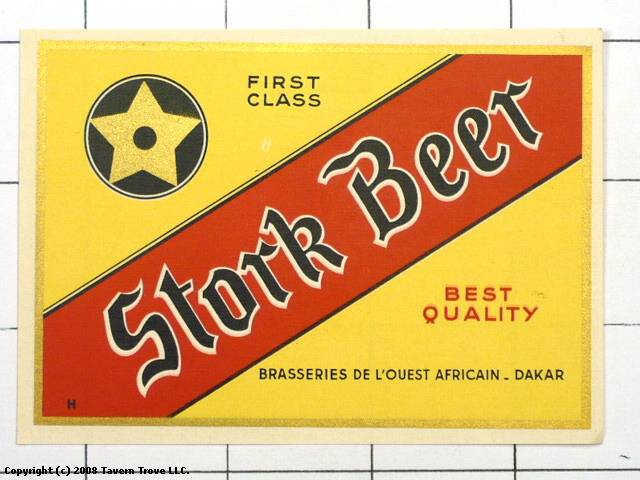 FIRST
CLASS
Stork Beer
BEST
QUALITY
BRASSERIES DE L'OUEST AFRICAIN - DAKAR
H
Copyright (c) 2008 Tavern Trove LLC.